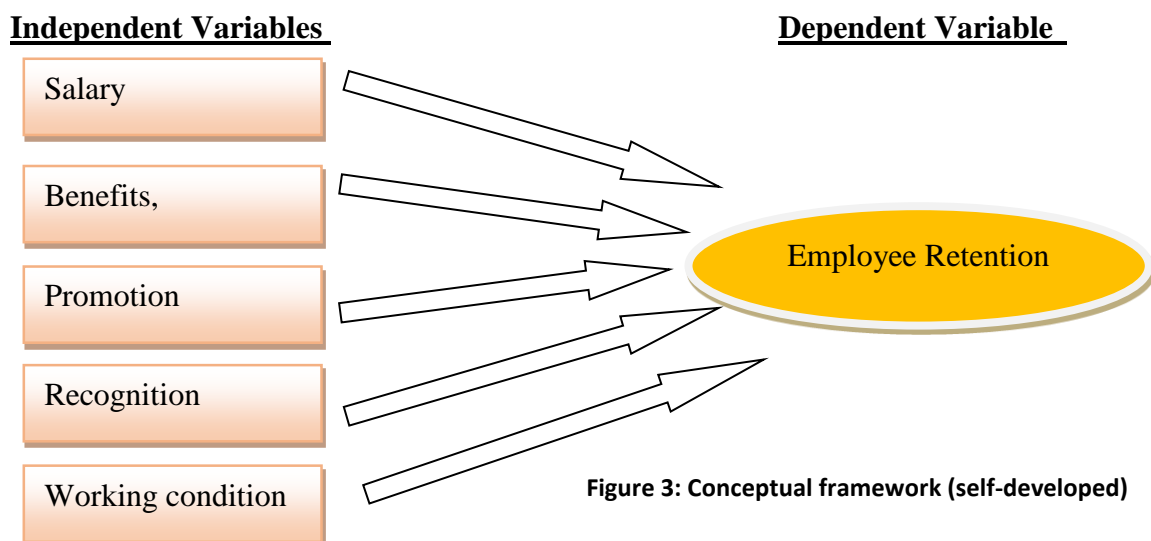 Independent Variables
Dependent Variable
Salary
Benefits,
Promotion
Recognition
Working condition
Employee Retention
Figure 3: Conceptual framework (self-developed)